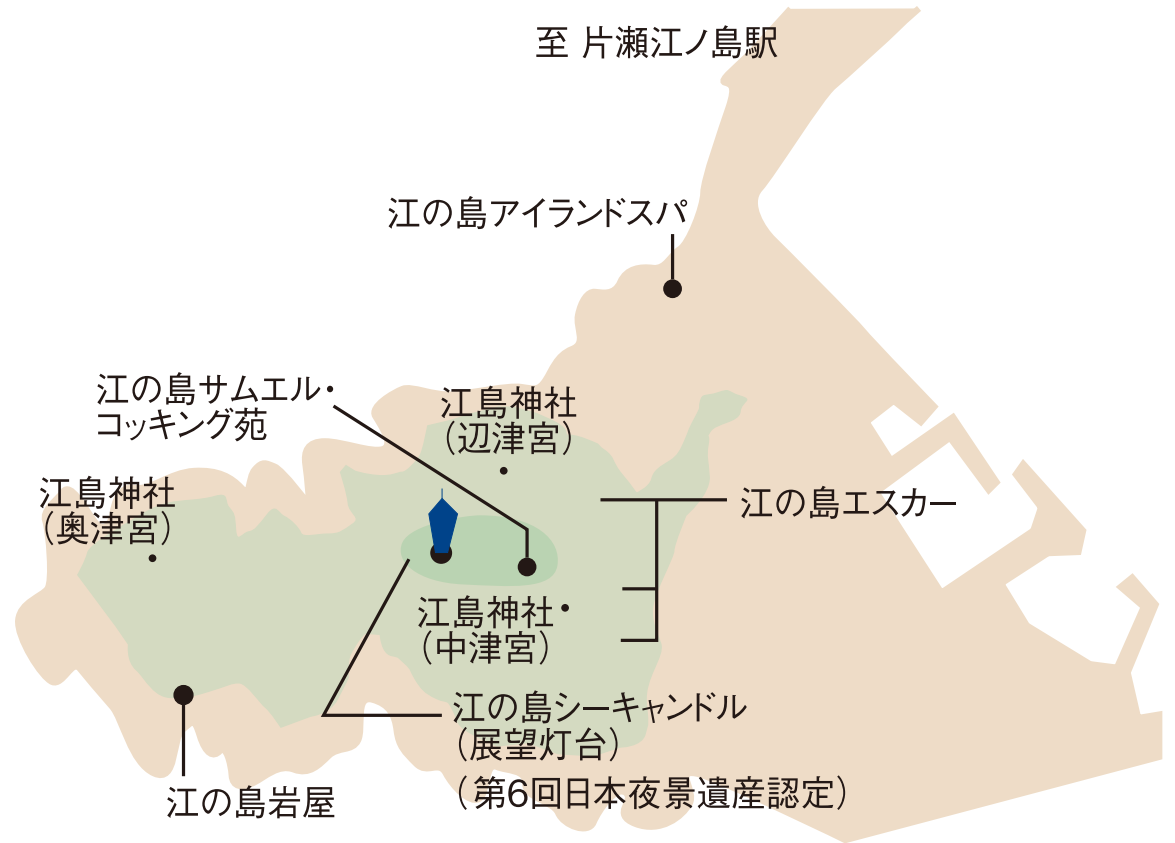 至 片瀬江ノ島駅
江の島アイランドスパ
江の島サムエル・
コッキング苑
江島神社
（辺津宮）
江島神社
（奥津宮）
江の島エスカー
江島神社
（中津宮）
江の島シーキャンドル
（展望灯台）
（第6回日本夜景遺産認定）
江の島岩屋